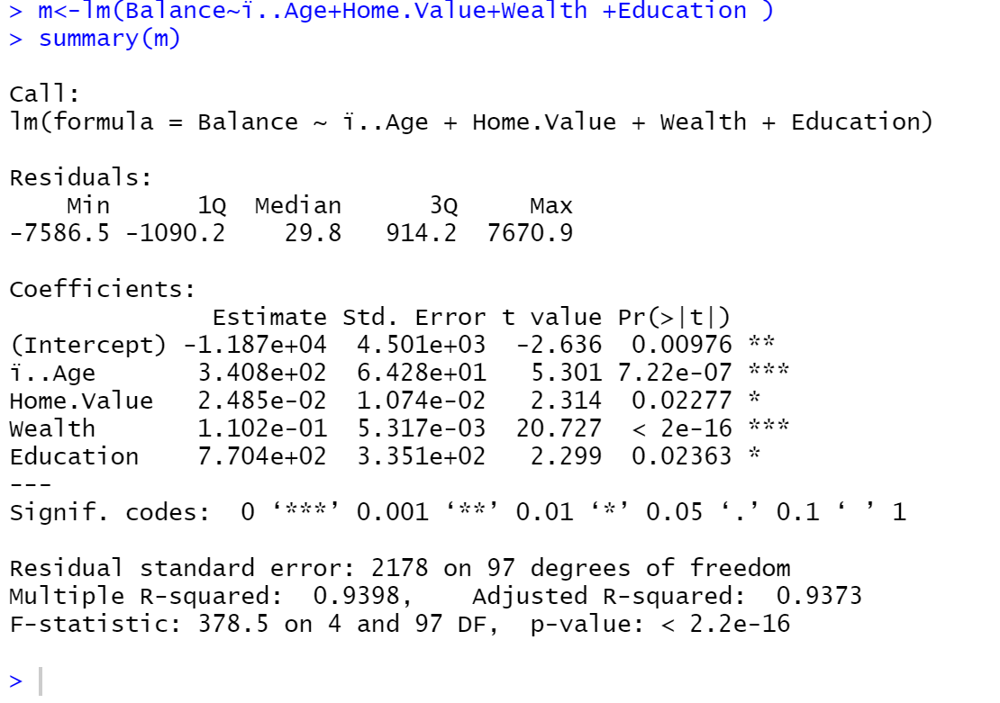 > m<-lm(Balance~ï..Age+Home.Value+Wealth +Education )
> summary(m)
Call:
lm(formula = Balance ~ ï..Age + Home.Value + Wealth + Education)
Residuals:
    Min      1Q  Median      3Q     Max
-7586.5 -1090.2    29.8   914.2  7670.9
Coefficients:
             Estimate Std. Error t value Pr(>|t|)
(Intercept) -1.187e+04  4.501e+03  -2.636  0.00976 **
ï..Age       3.408e+02  6.428e+01   5.301 7.22e-07 ***
Home.Value   2.485e-02  1.074e-02   2.314  0.02277 *
Wealth       1.102e-01  5.317e-03  20.727  < 2e-16 ***
Education    7.704e+02  3.351e+02   2.299  0.02363 *
---
Signif. codes:  0 ‘***’ 0.001 ‘**’ 0.01 ‘*’ 0.05 ‘.’ 0.1 ‘ ’ 1
Residual standard error: 2178 on 97 degrees of freedom
Multiple R-squared:  0.9398,    Adjusted R-squared:  0.9373
F-statistic: 378.5 on 4 and 97 DF,  p-value: < 2.2e-16
>